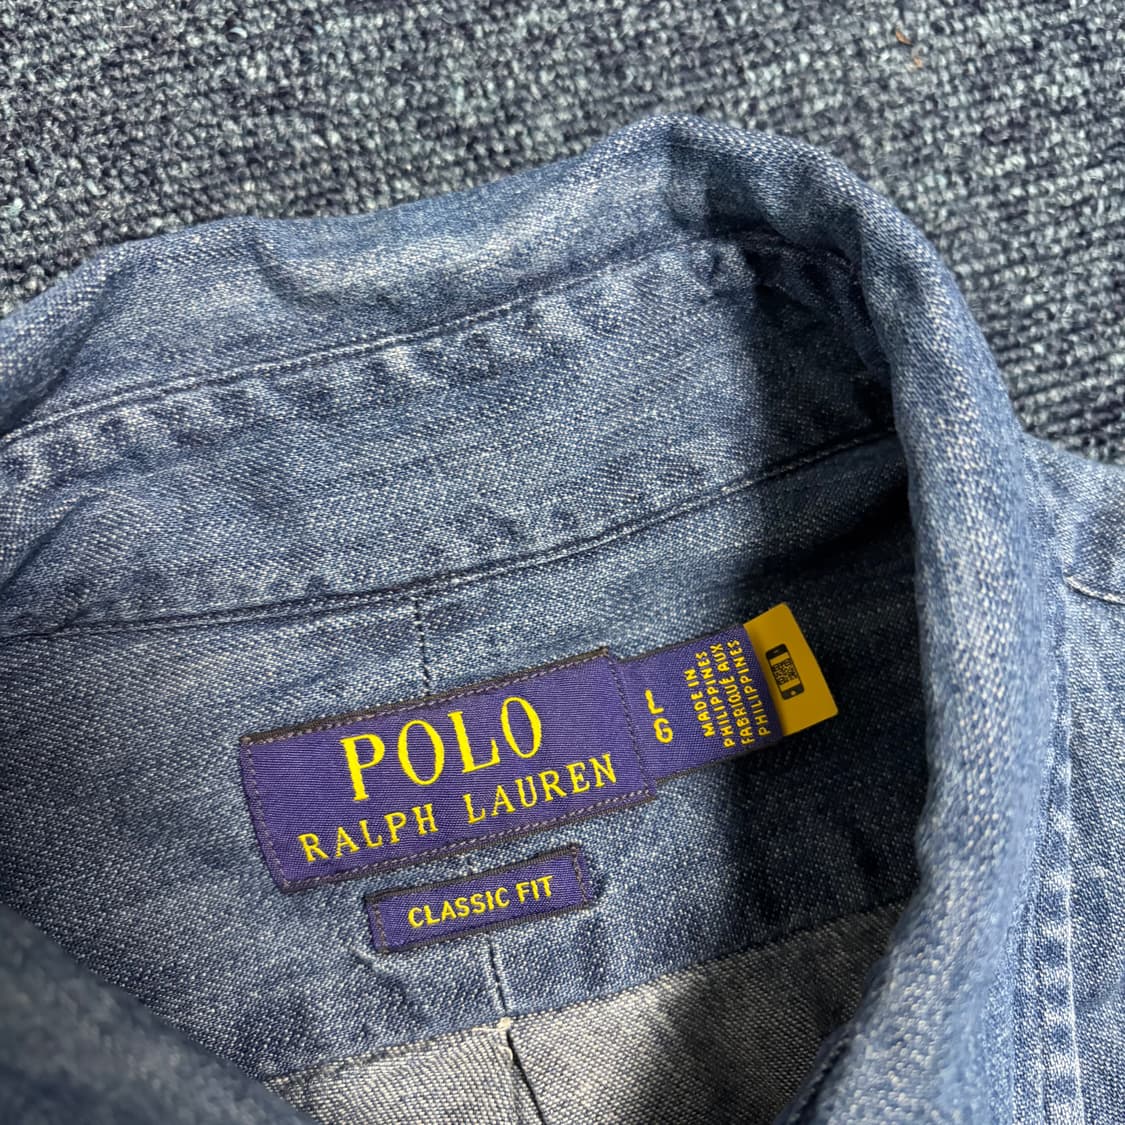 POLO
RALPH LAUREN
CLASSIC FIT
L
G
MADE IN
PHILIPPINES
FABRIQUÉ AUX
PHILIPPINES